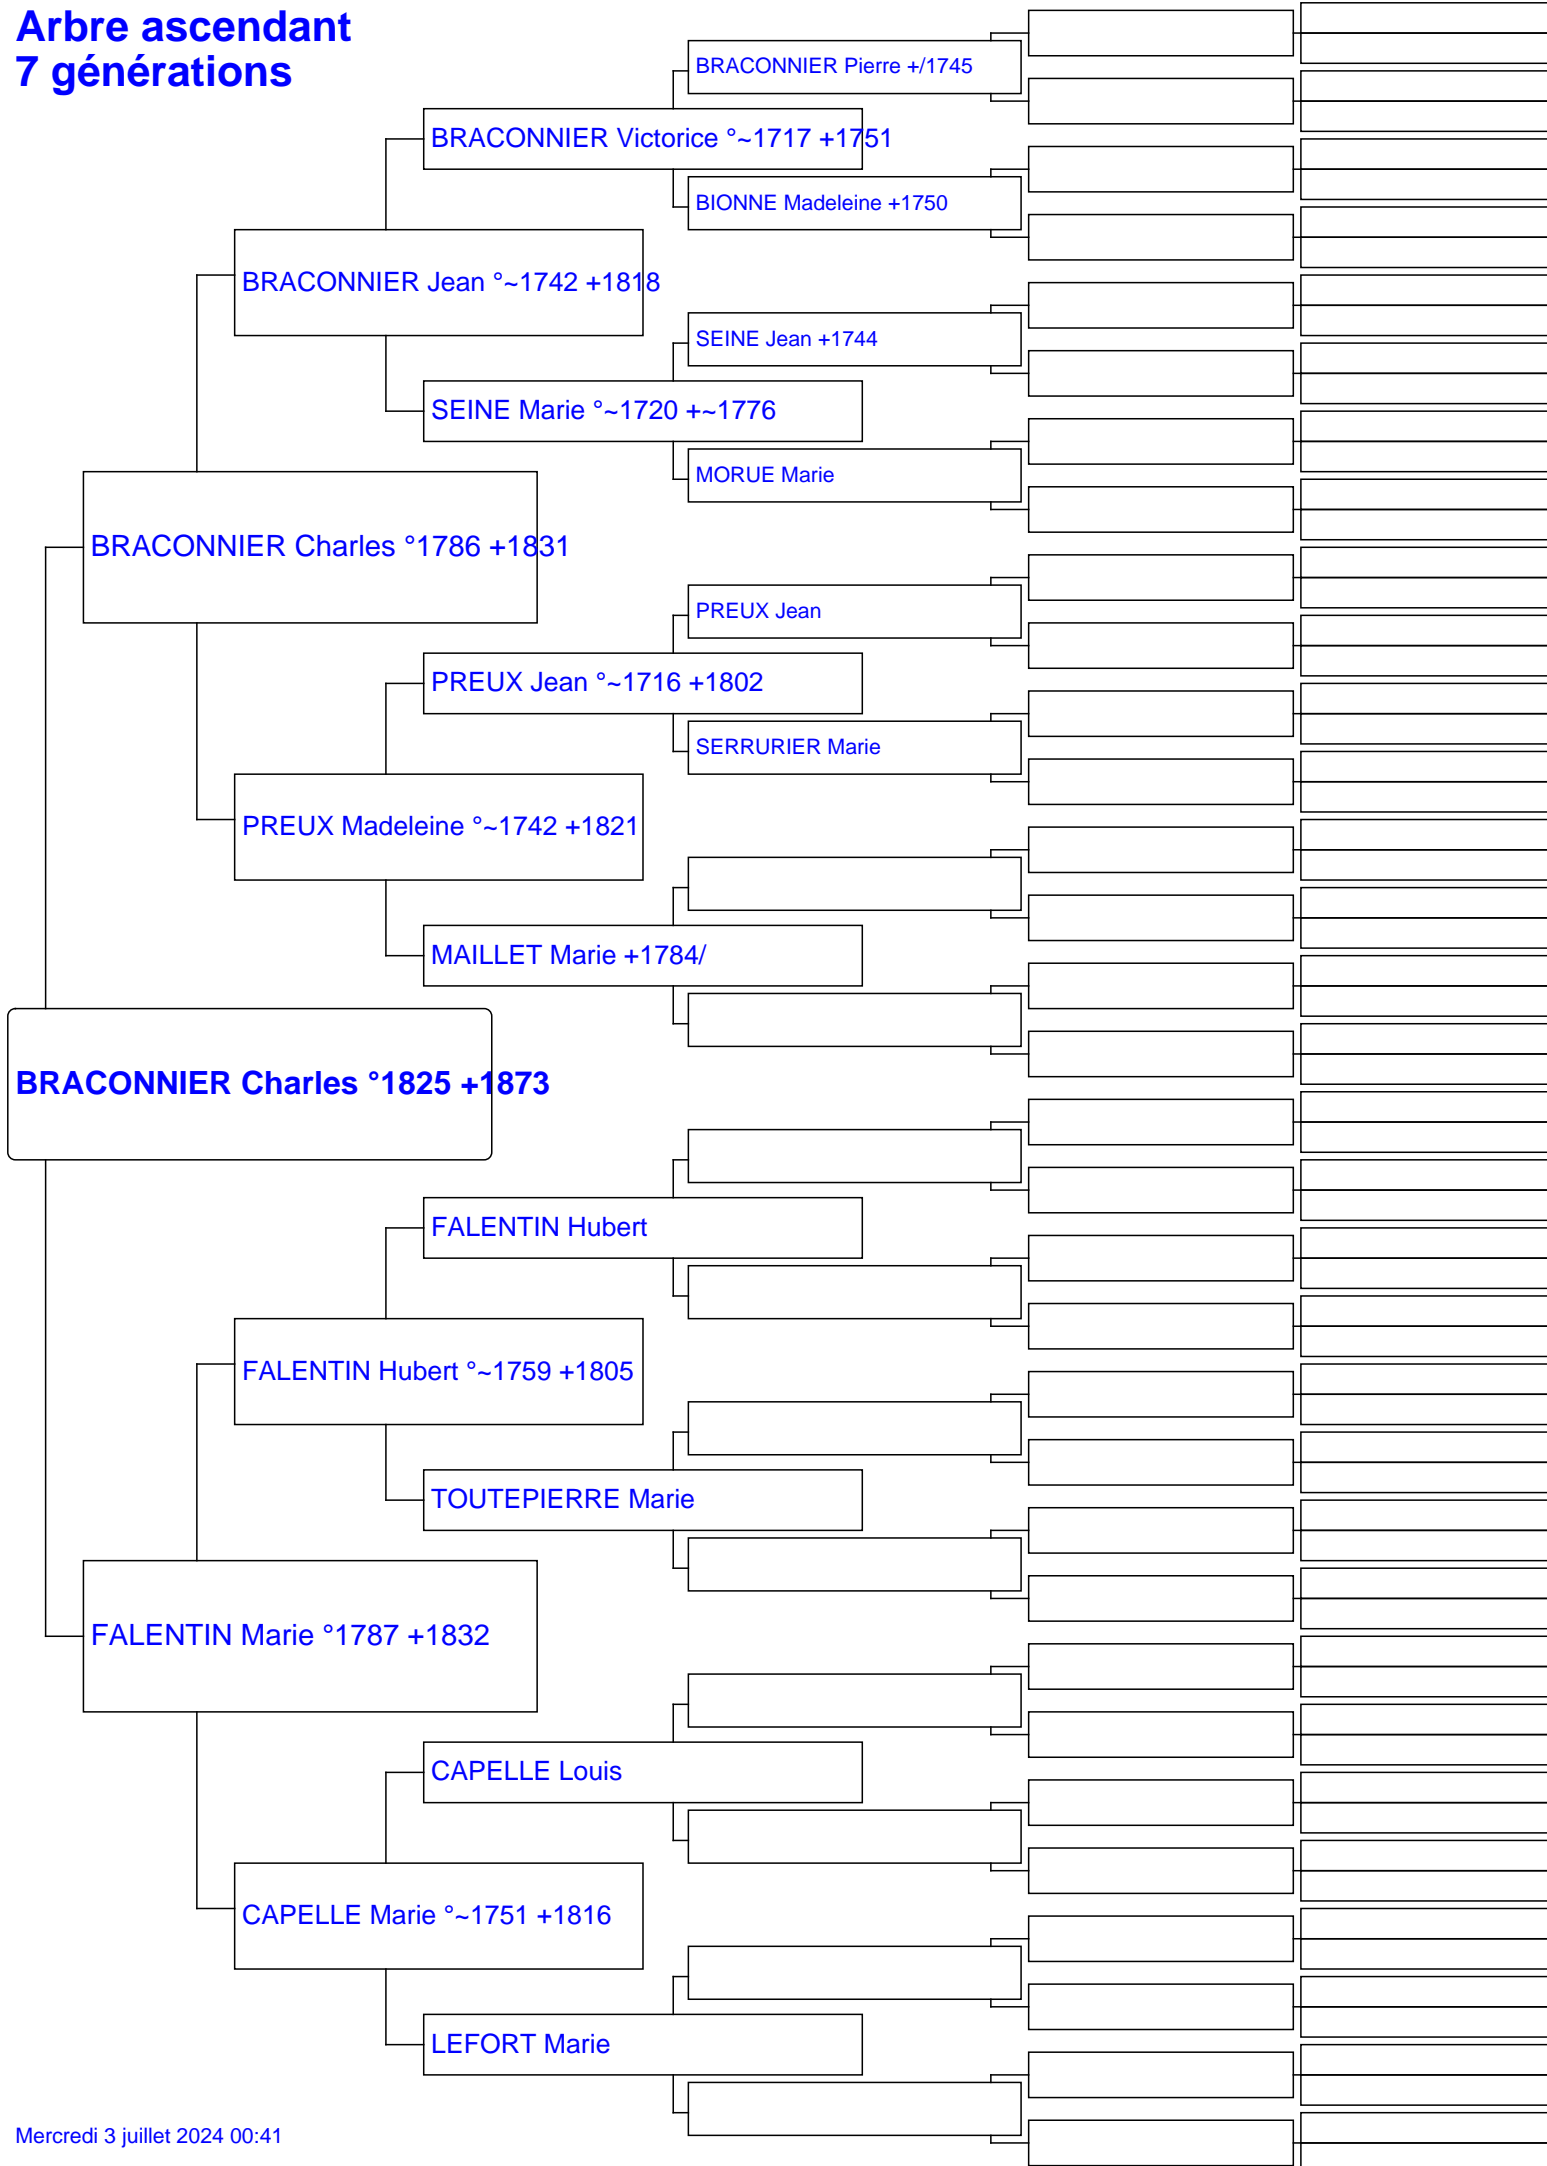 Arbre ascendant
7 générations
BRACONNIER Pierre +/1745
BRACONNIER Victorice °~1717 +1751
BIONNE Madeleine +1750
BRACONNIER Jean °~1742 +1818
SEINE Jean +1744
SEINE Marie °~1720 +~1776
MORUE Marie
BRACONNIER Charles °1786 +1831
PREUX Jean
PREUX Jean °~1716 +1802
SERRURIER Marie
PREUX Madeleine °~1742 +1821
MAILLET Marie +1784/
BRACONNIER Charles °1825 +1873
FALENTIN Hubert
FALENTIN Hubert °~1759 +1805
TOUTEPIERRE Marie
FALENTIN Marie °1787 +1832
CAPELLE Louis
CAPELLE Marie °~1751 +1816
LEFORT Marie
Mercredi 3 juillet 2024 00:41